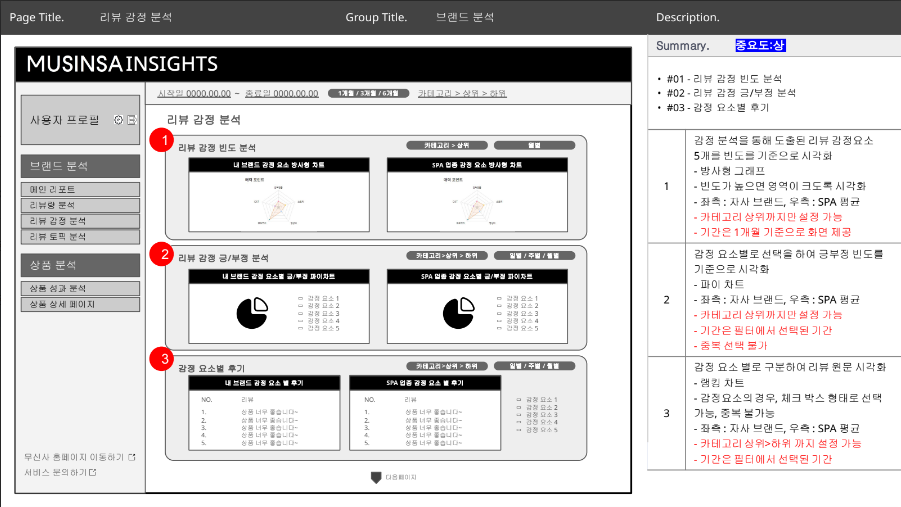 Page Title. 리뷰 감정 분석 Group Title. 브랜드 분석 Description.
MUSINSA INSIGHTS
시작일 0000.00.00 ~ 종료일 0000.00.00 1개월 / 3개월 / 6개월 카테고리 > 상위 > 하위
사용자 프로필
브랜드 분석
메인 리포트
리뷰량 분석
리뷰 감정 분석
리뷰 토픽 분석
상품 분석
상품 성과 분석
상품 상세 페이지
무신사 홈페이지 이동하기
서비스 문의하기
리뷰 감정 분석
1
리뷰 감정 빈도 분석 카테고리 > 상위 월별
내 브랜드 감정 요소 방사형 차트 SPA 업종 감정 요소 방사형 차트
2
리뷰 감정 긍/부정 분석 카테고리>상위 > 하위 일별 / 주별 / 월별
내 브랜드 감정 요소별 긍/부정 파이차트 SPA 업종 감정 요소별 긍/부정 파이차트
감정 요소 1 감정 요소 1
감정 요소 2 감정 요소 2
감정 요소 3 감정 요소 3
감정 요소 4 감정 요소 4
감정 요소 5 감정 요소 5
3
감정 요소별 후기 카테고리>상위 > 하위 일별 / 주별 / 월별
내 브랜드 감정 요소 별 후기 SPA 업종 감정 요소 별 후기
NO. 리뷰 NO. 리뷰 감정 요소 1
1. 상품 너무 좋습니다~ 1. 상품 너무 좋습니다~ 감정 요소 2
2. 상품 너무 좋습니다~ 2. 상품 너무 좋습니다~ 감정 요소 3
3. 상품 너무 좋습니다~ 3. 상품 너무 좋습니다~ 감정 요소 4
4. 상품 너무 좋습니다~ 4. 상품 너무 좋습니다~ 감정 요소 5
5. 상품 너무 좋습니다~ 5. 상품 너무 좋습니다~
다음페이지
Summary. 중요도:상
• #01 - 리뷰 감정 빈도 분석
• #02 - 리뷰 감정 긍/부정 분석
• #03 - 감정 요소별 후기
1
감정 분석을 통해 도출된 리뷰 감정요소
5개를 빈도를 기준으로 시각화
- 방사형 그래프
- 빈도가 높으면 영역이 크도록 시각화
- 좌측 : 자사 브랜드, 우측 : SPA 평균
- 카테고리 상위까지만 설정 가능
- 기간은 1개월 기준으로 화면 제공
2
감정 요소별로 선택을 하여 긍부정 빈도를
기준으로 시각화
- 파이 차트
- 좌측 : 자사 브랜드, 우측 : SPA 평균
- 카테고리 상위까지만 설정 가능
- 기간은 필터에서 선택된 기간
- 중복 선택 불가
3
감정 요소 별로 구분하여 리뷰 원문 시각화
- 랭킹 차트
- 감정요소의 경우, 체크 박스 형태로 선택
가능, 중복 불가능
- 좌측 : 자사 브랜드, 우측 : SPA 평균
- 카테고리 상위>하위 까지 설정 가능
- 기간은 필터에서 선택된 기간